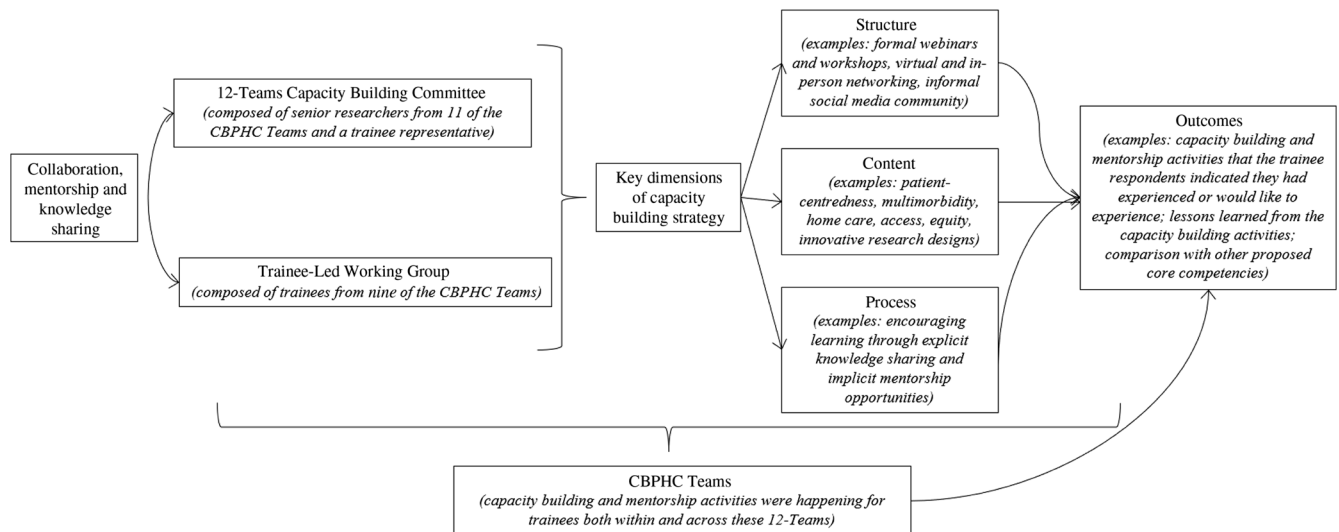 Collaboration,
mentorship and
knowledge
sharing
12-Teams Capacity Building Committee
(composed of senior researchers from 11 of the
CBPHC Teams and a trainee representative)
Trainee-Led Working Group
(composed of trainees from nine of the CBPHC Teams)
Key dimensions
of capacity
building strategy
Structure
(examples: formal webinars
and workshops, virtual and in-
person networking, informal
social media community)
Content
(examples: patient-
centredness, multimorbidity,
home care, access, equity,
innovative research designs)
Process
(examples: encouraging
learning through explicit
knowledge sharing and
implicit mentorship
opportunities)
Outcomes
(examples: capacity building and
mentorship activities that the trainee
respondents indicated they had
experienced or would like to
experience; lessons learned from the
capacity building activities;
comparison with other proposed
core competencies)
CBPHC Teams
(capacity building and mentorship activities were happening for
trainees both within and across these 12-Teams)